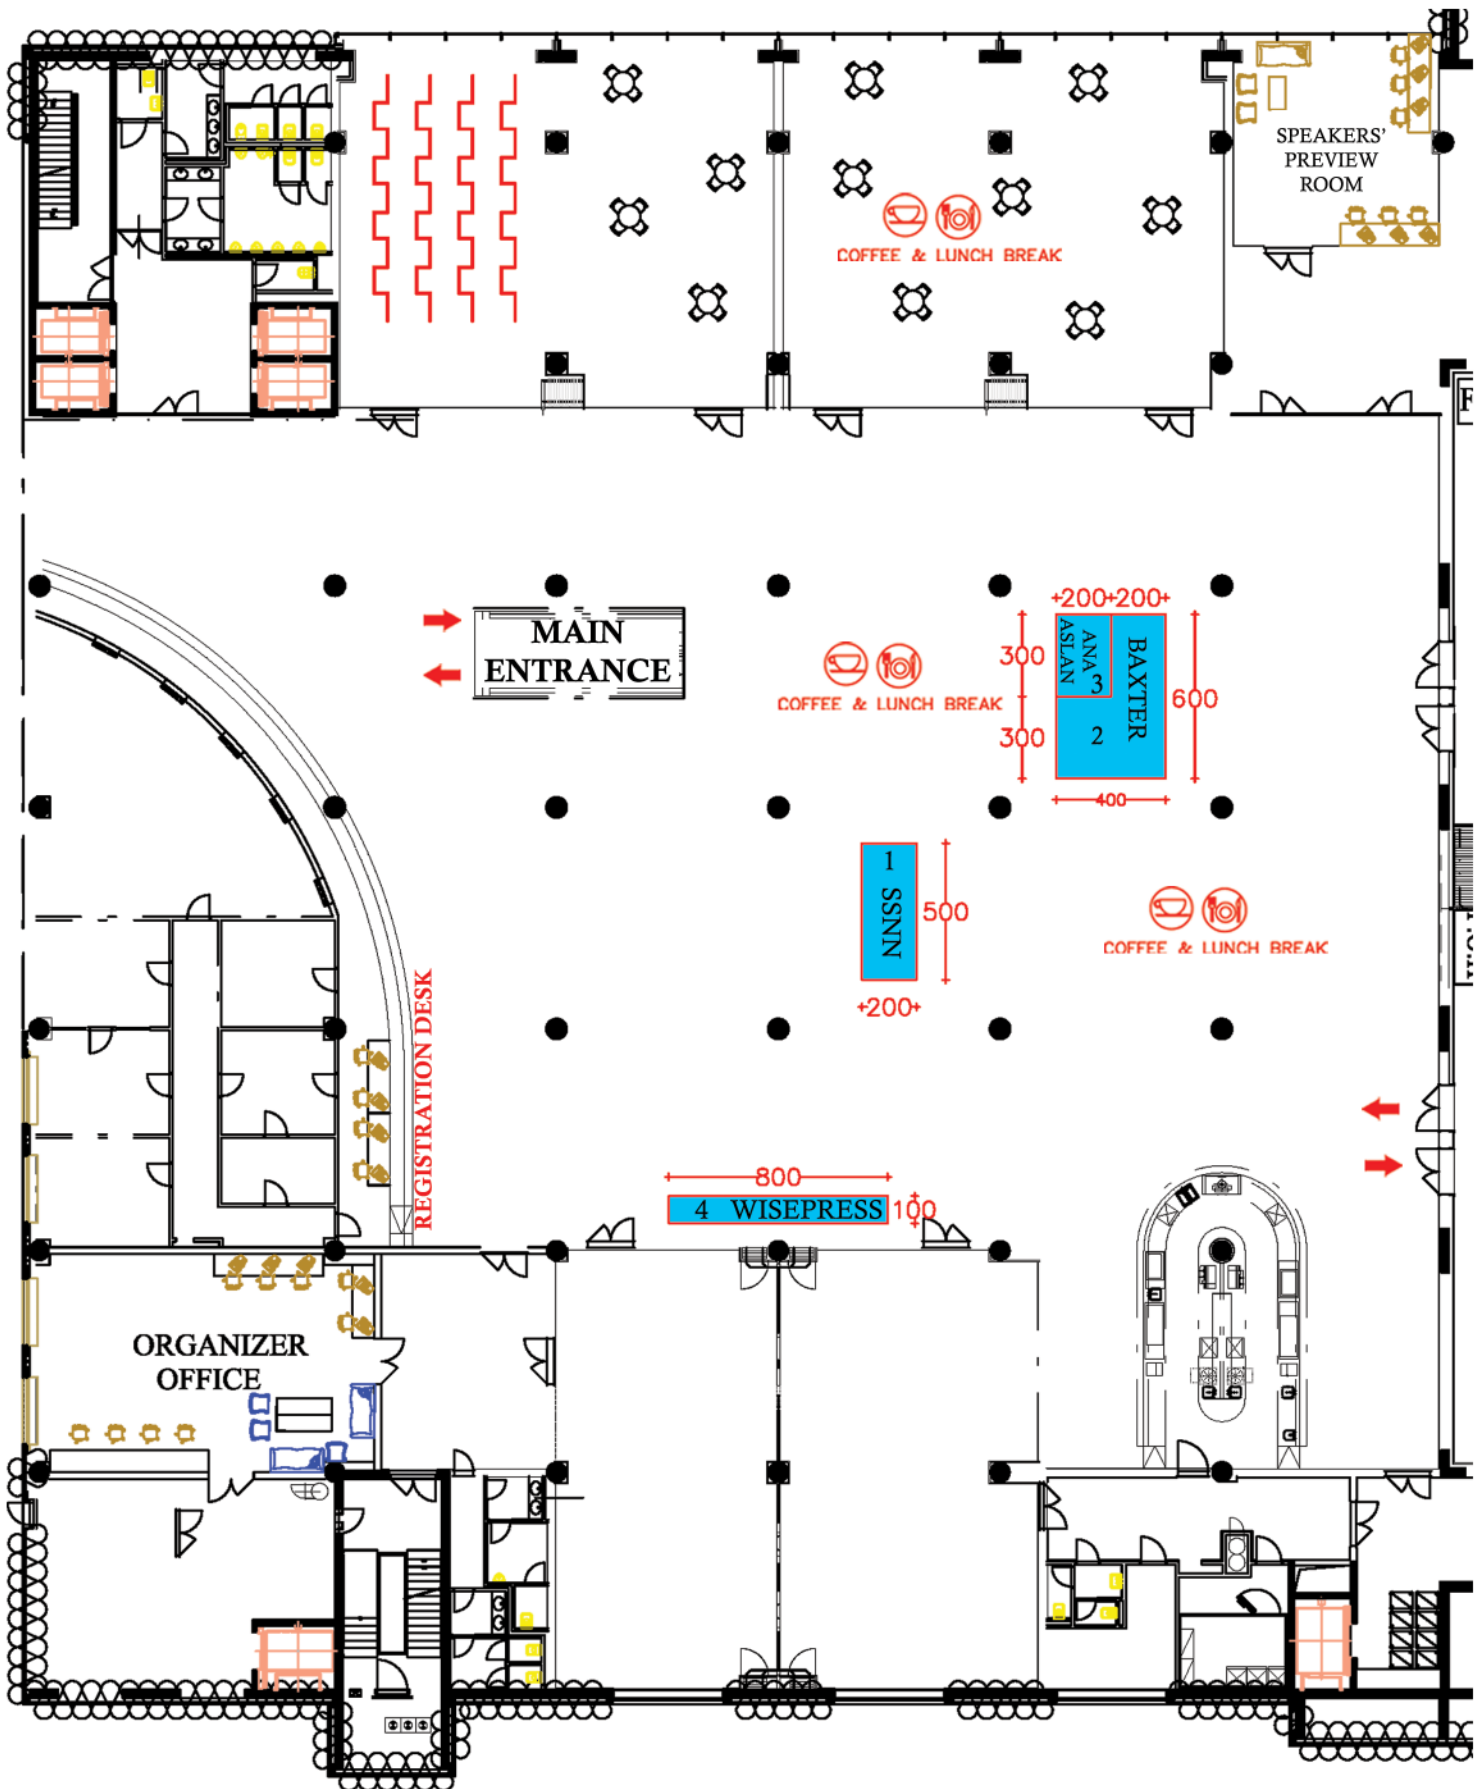 SPEAKERS'
PREVIEW
ROOM
COFFEE & LUNCH BREAK
F
MAIN
ENTRANCE
COFFEE & LUNCH BREAK
200 200
300
300
600
400
ANA
ASLAN
3
BAXTER
2
1 SSNN
500
200
COFFEE & LUNCH BREAK
REGISTRATION DESK
800
4 WISEPRESS
100
ORGANIZER
OFFICE